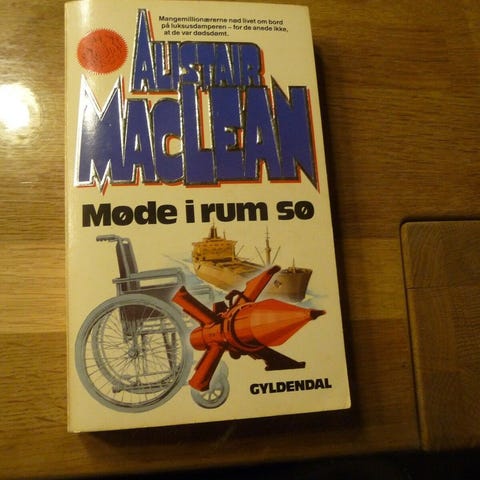 Mangemillionærerne nød livet om bord
på luksusdamperen – for de anede ikke,
at de var dødsdømt.
ALISTAIR
MACLEAN
Møde i rum sø
GYLDENDAL